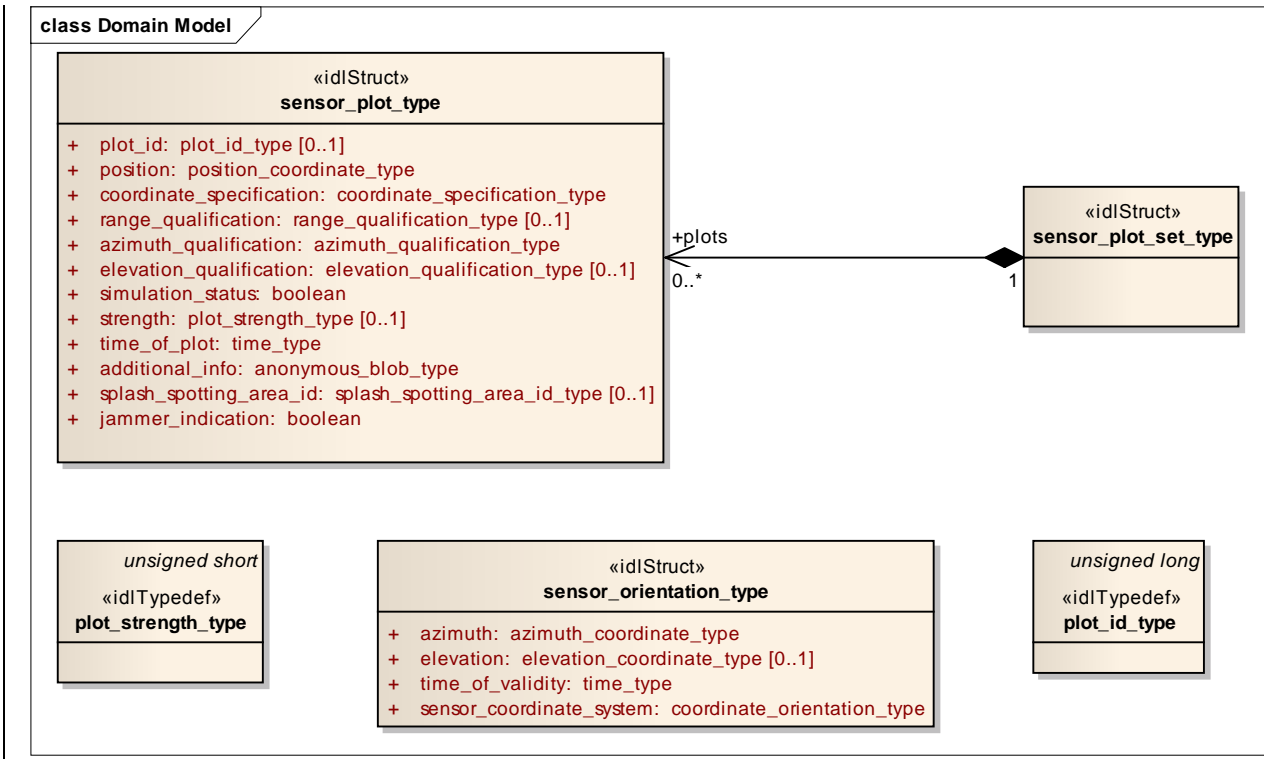 class Domain Model
«idlStruct»
sensor_plot_type
+ plot_id: plot_id_type [0..1]
+ position: position_coordinate_type
+ coordinate_specification: coordinate_specification_type
+ range_qualification: range_qualification_type [0..1]
+ azimuth_qualification: azimuth_qualification_type
+ elevation_qualification: elevation_qualification_type [0..1]
+ simulation_status: boolean
+ strength: plot_strength_type [0..1]
+ time_of_plot: time_type
+ additional_info: anonymous_blob_type
+ splash_spotting_area_id: splash_spotting_area_id_type [0..1]
+ jammer_indication: boolean
+plots
0..*
1
«idlStruct»
sensor_plot_set_type
unsigned short
«idlTypedef»
plot_strength_type
«idlStruct»
sensor_orientation_type
+ azimuth: azimuth_coordinate_type
+ elevation: elevation_coordinate_type [0..1]
+ time_of_validity: time_type
+ sensor_coordinate_system: coordinate_orientation_type
unsigned long
«idlTypedef»
plot_id_type